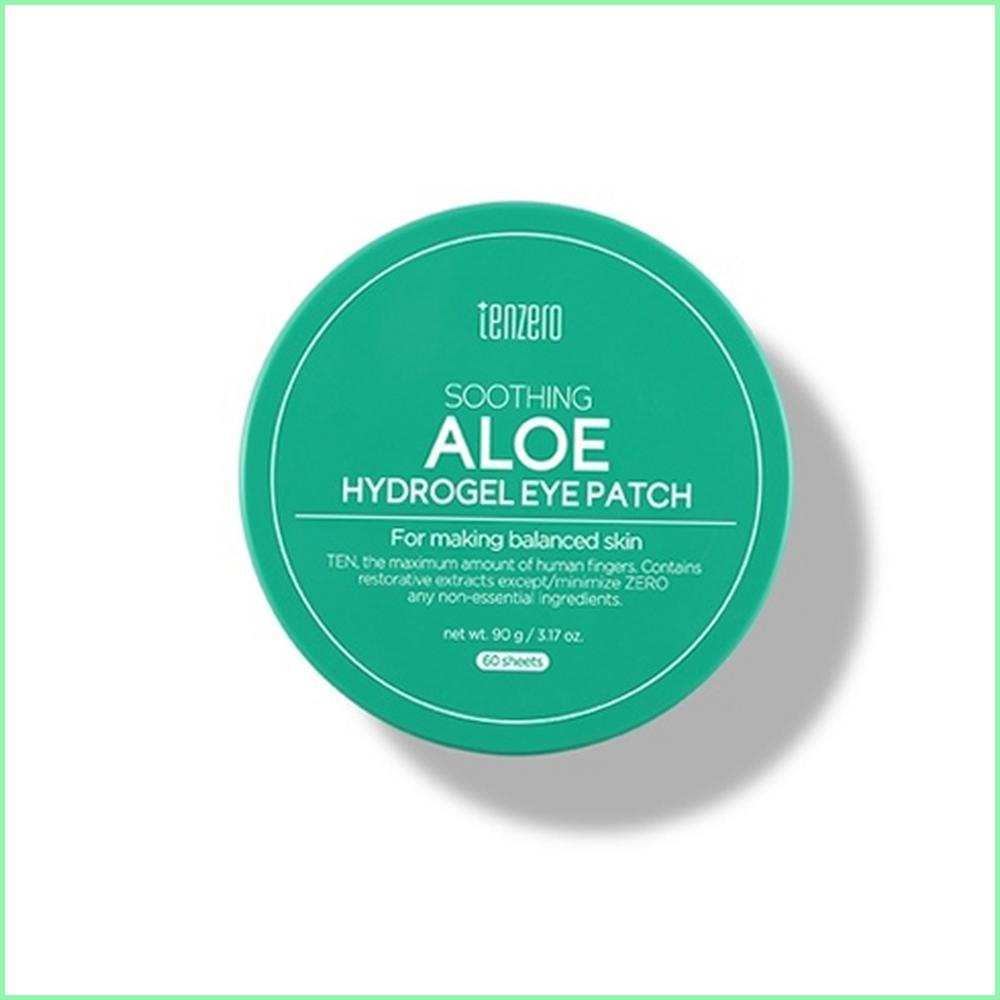 tenzero
SOOTHING
ALOE
HYDROGEL EYE PATCH
For making balanced skin
TEN, the maximum amount of human fingers. Contains
restorative extracts except/minimize ZERO
any non-essential ingredients.
net wt. 90 g / 3.17 oz.
60 sheets